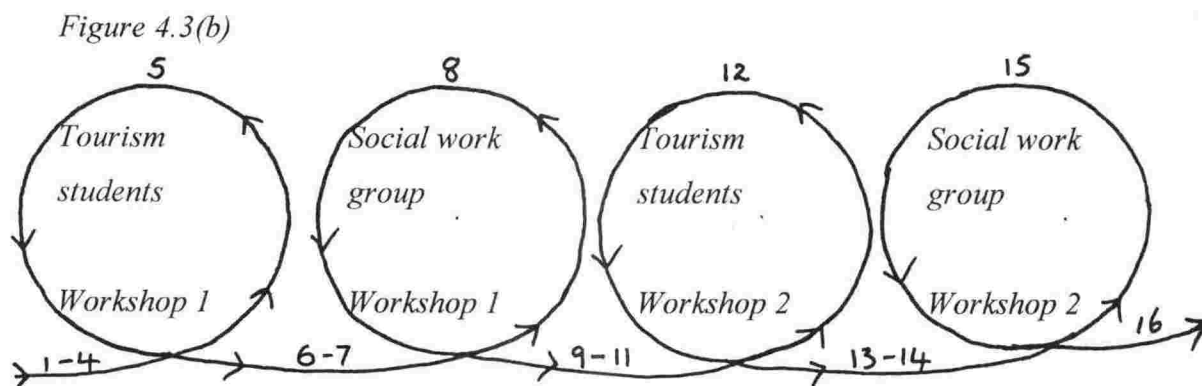 Figure 4.3(b)
5
8
12
15
Tourism
students
Social work
group
Tourism
students
Social work
group
Workshop 1
Workshop 1
Workshop 2
Workshop 2
1-4
6-7
9-11
13-14
16